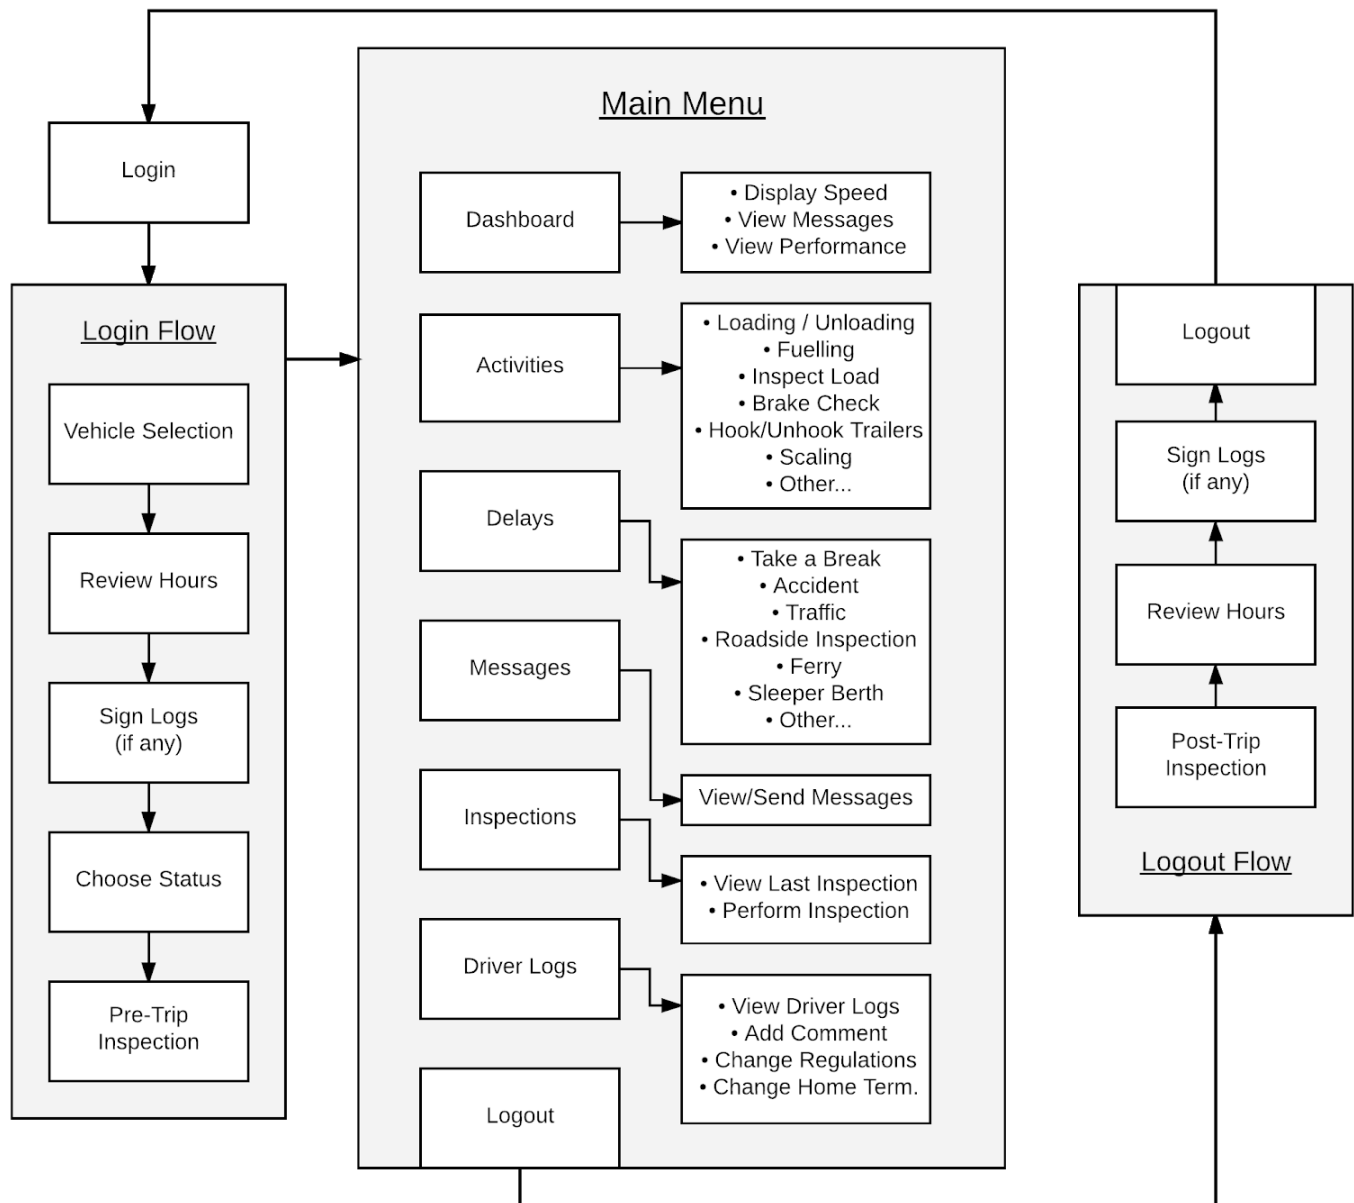 Login
Login Flow
Vehicle Selection
Review Hours
Sign Logs
(if any)
Choose Status
Pre-Trip
Inspection
Main Menu
Dashboard
• Display Speed
• View Messages
• View Performance
Activities
• Loading / Unloading
• Fuelling
• Inspect Load
• Brake Check
• Hook/Unhook Trailers
• Scaling
• Other...
Delays
• Take a Break
• Accident
• Traffic
• Roadside Inspection
• Ferry
• Sleeper Berth
• Other...
Messages
View/Send Messages
Inspections
• View Last Inspection
• Perform Inspection
Driver Logs
• View Driver Logs
• Add Comment
• Change Regulations
• Change Home Term.
Logout
Logout
Sign Logs
(if any)
Review Hours
Post-Trip
Inspection
Logout Flow